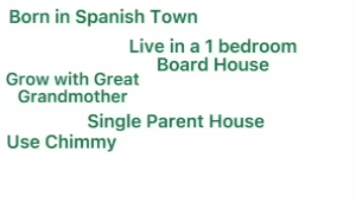 Born in Spanish Town
Live in a 1 bedroom
Board House
Grow with Great
Grandmother
Single Parent House
Use Chimmy